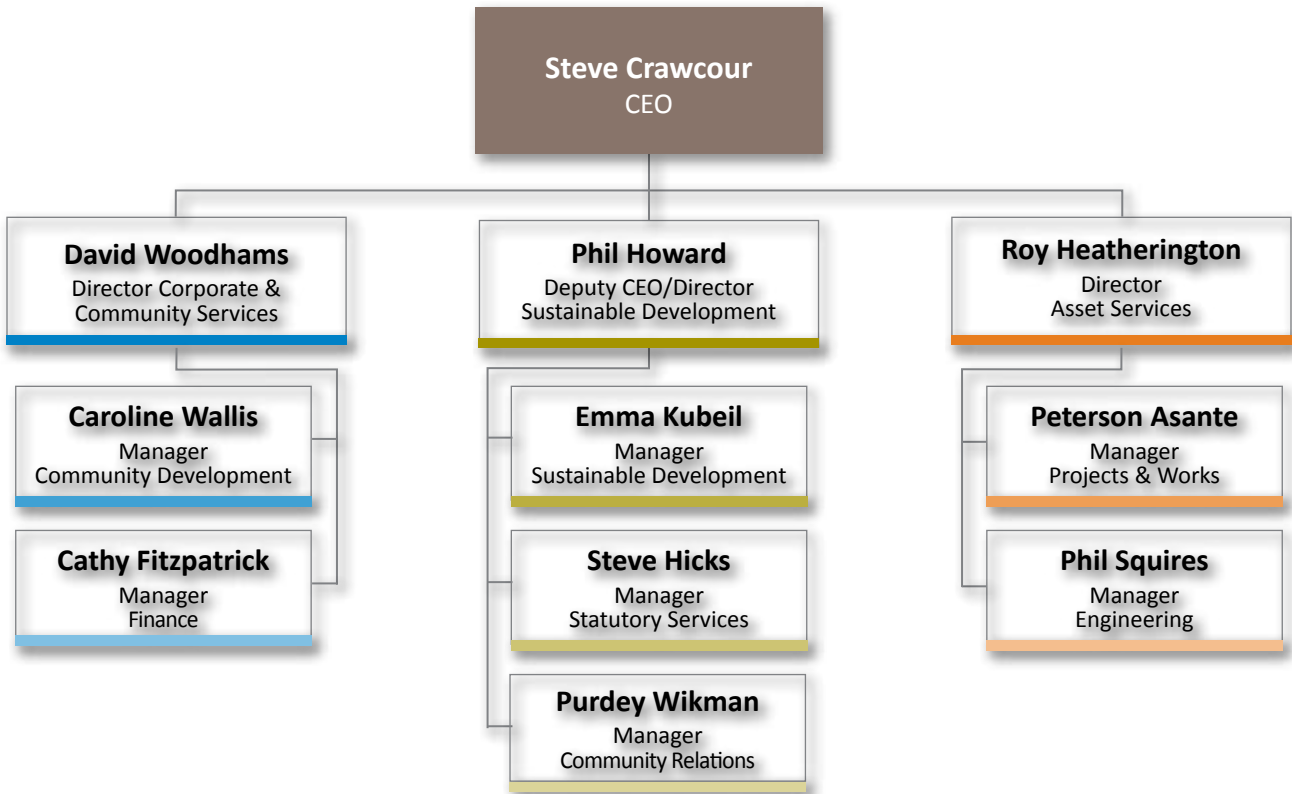 Steve Crawcour
CEO
David Woodhams
Director Corporate &
Community Services
Phil Howard
Deputy CEO/Director
Sustainable Development
Roy Heatherington
Director
Asset Services
Caroline Wallis
Manager
Community Development
Emma Kubeil
Manager
Sustainable Development
Peterson Asante
Manager
Projects & Works
Cathy Fitzpatrick
Manager
Finance
Steve Hicks
Manager
Statutory Services
Phil Squires
Manager
Engineering
Purdey Wikman
Manager
Community Relations